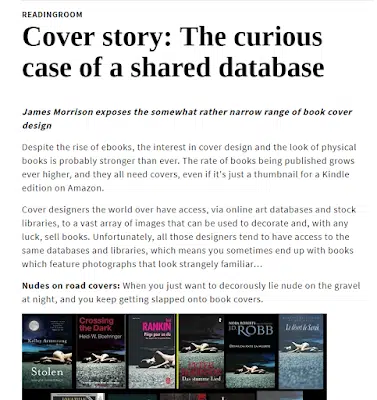 READINGROOM
Cover story: The curious
case of a shared database
James Morrison exposes the somewhat rather narrow range of book cover
design
Despite the rise of ebooks, the interest in cover design and the look of physical
books is probably stronger than ever. The rate of books being published grows
ever higher, and they all need covers, even if it's just a thumbnail for a Kindle
edition on Amazon.
Cover designers the world over have access, via online art databases and stock
libraries, to a vast array of images that can be used to decorate and, with any
luck, sell books. Unfortunately, all those designers tend to have access to the
same databases and libraries, which means you sometimes end up with books
which feature photographs that look strangely familiar…
Nudes on road covers: When you just want to decorously lie nude on the gravel
at night, and you keep getting slapped onto book covers.
Kelley Armstrong
Stolen
Crossing
the Dark
Heidi W. Boehringer
RANKIN
Das stumme Lied
ROBB
Le désert de Sarah